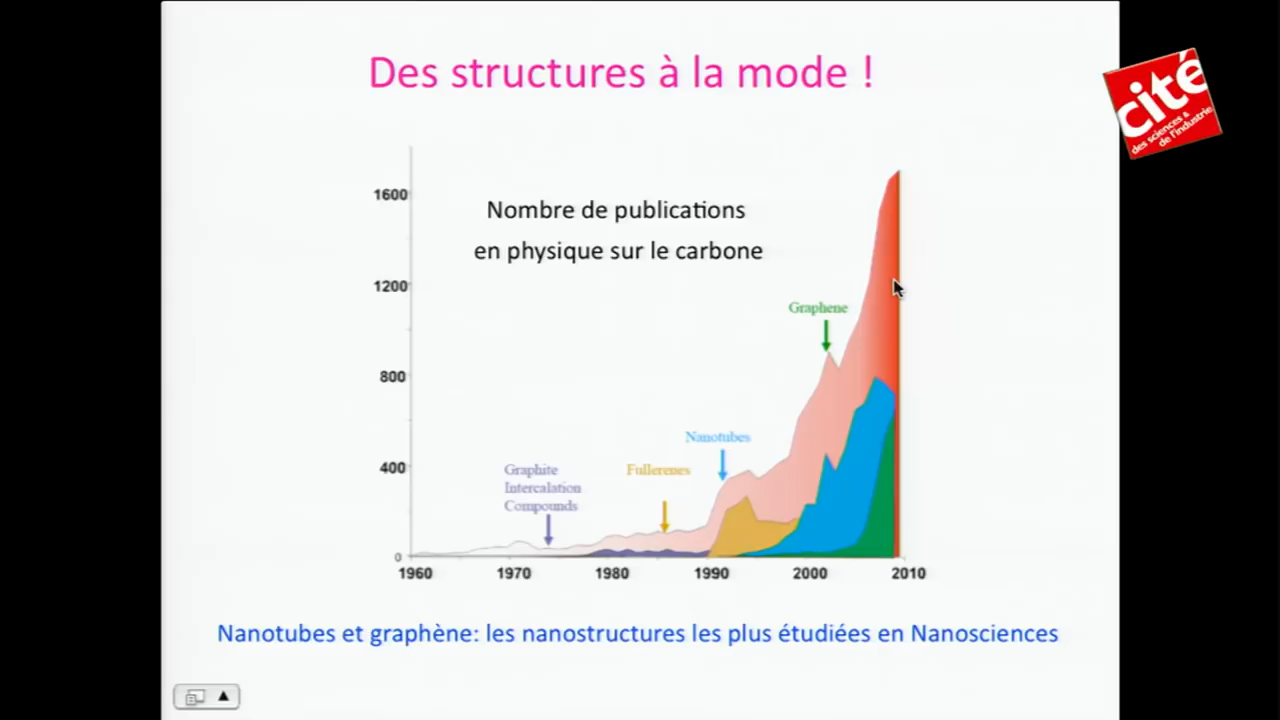 Des structures à la mode !
cité
des sciences &
de l'industrie
1600
Nombre de publications
en physique sur le carbone
1200
Graphene
800
Nanotubes
400
Graphite
Intercalation
Compounds
Fullerenes
0
1960 1970 1980 1990 2000 2010
Nanotubes et graphène: les nanostructures les plus étudiées en Nanosciences